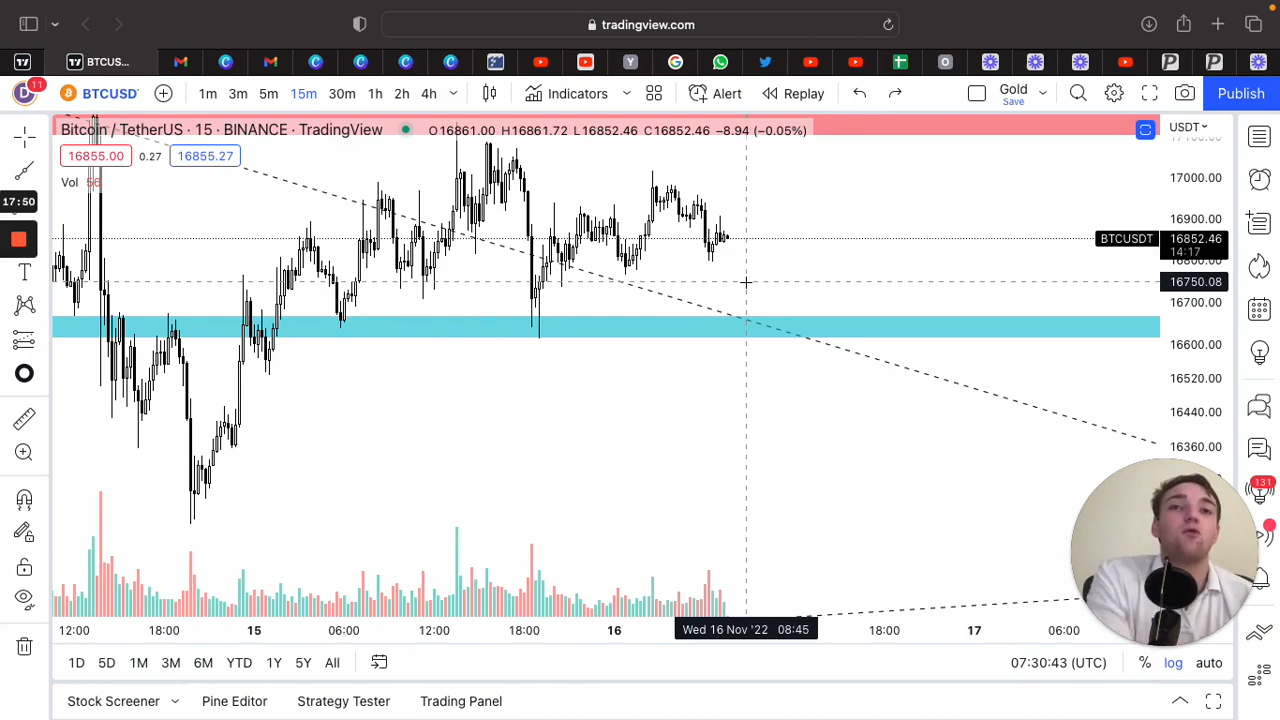 tradingview.com
BTCUS...
11
BTCUSD
1m 3m 5m 15m 30m 1h 2h 4h
Indicators
Alert
Replay
Gold
Save
Publish
Bitcoin / TetherUS · 15 · BINANCE · TradingView
O16861.00 H16861.72 L16852.46 C16852.46 −8.94 (−0.05%)
USDT
16855.00 0.27 16855.27
Vol
17:50
17000.00
16900.00
BTCUSDT 16852.46
14:17
16800.00
16750.08
16700.00
16600.00
16520.00
16440.00
16360.00
131
12:00 18:00 15 06:00 12:00 18:00 16 Wed 16 Nov '22 08:45 18:00 17 06:00
1D 5D 1M 3M 6M YTD 1Y 5Y All
07:30:43 (UTC) % log auto
Stock Screener Pine Editor Strategy Tester Trading Panel